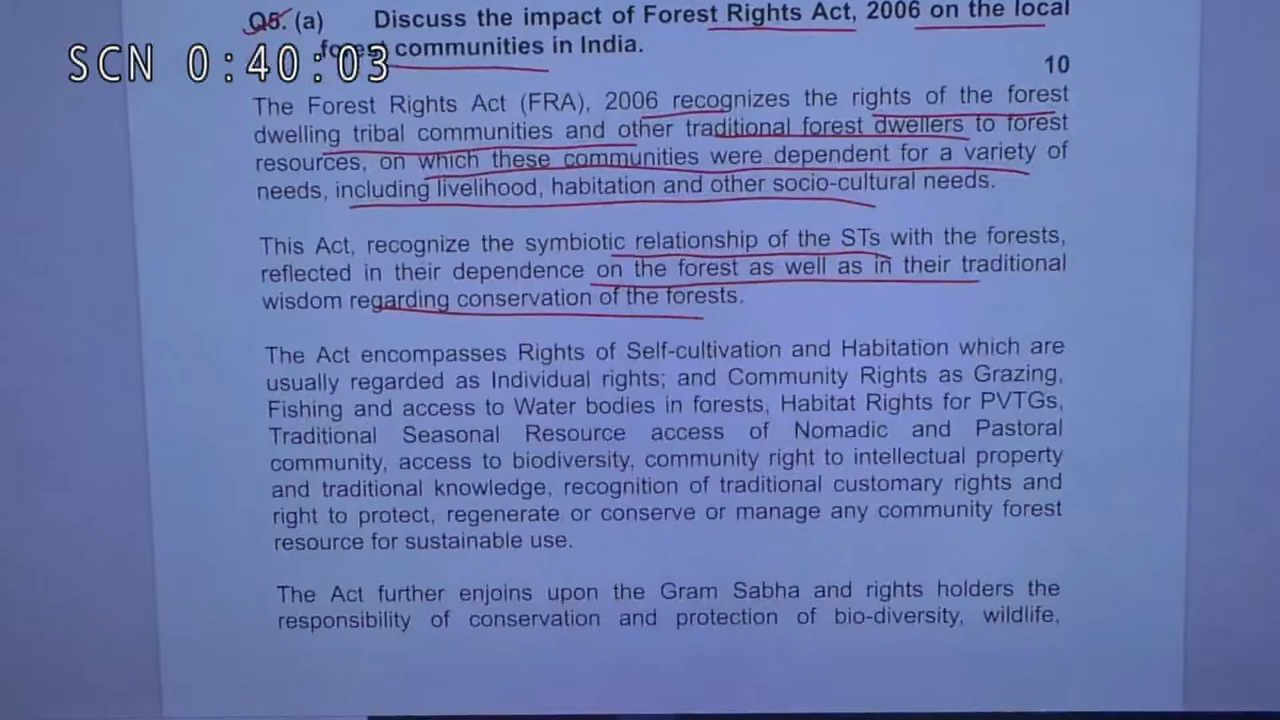 Q5. (a) Discuss the impact of Forest Rights Act, 2006 on the local
forest communities in India.
SCN 0:40:03
10
The Forest Rights Act (FRA), 2006 recognizes the rights of the forest
dwelling tribal communities and other traditional forest dwellers to forest
resources, on which these communities were dependent for a variety of
needs, including livelihood, habitation and other socio-cultural needs.
This Act, recognize the symbiotic relationship of the STs with the forests,
reflected in their dependence on the forest as well as in their traditional
wisdom regarding conservation of the forests.
The Act encompasses Rights of Self-cultivation and Habitation which are
usually regarded as Individual rights; and Community Rights as Grazing,
Fishing and access to Water bodies in forests, Habitat Rights for PVTGs,
Traditional Seasonal Resource access of Nomadic and Pastoral
community, access to biodiversity, community right to intellectual property
and traditional knowledge, recognition of traditional customary rights and
right to protect, regenerate or conserve or manage any community forest
resource for sustainable use.
The Act further enjoins upon the Gram Sabha and rights holders the
responsibility of conservation and protection of bio-diversity, wildlife,